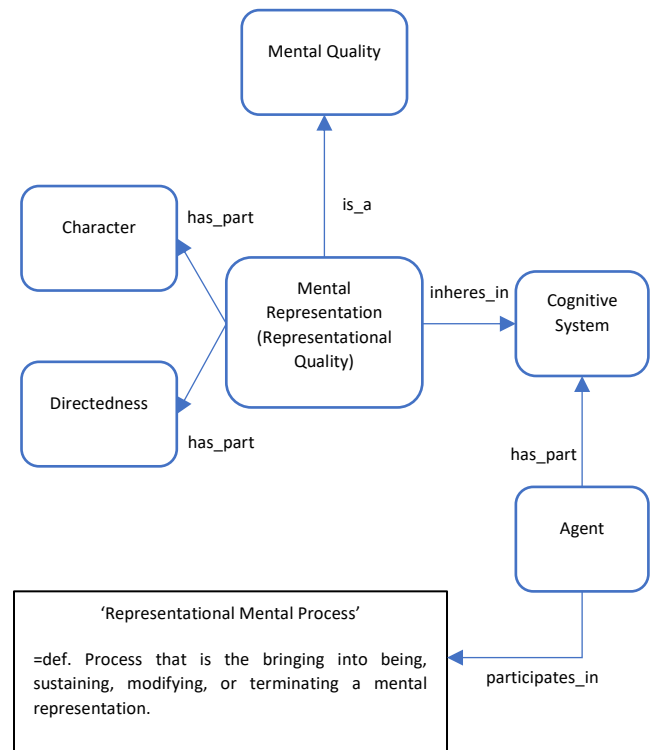 Mental Quality
is_a
Character
has_part
Mental
Representation
(Representational
Quality)
inheres_in
Cognitive
System
Directedness
has_part
has_part
Agent
‘Representational Mental Process’
=def. Process that is the bringing into being,
sustaining, modifying, or terminating a mental
representation.
participates_in